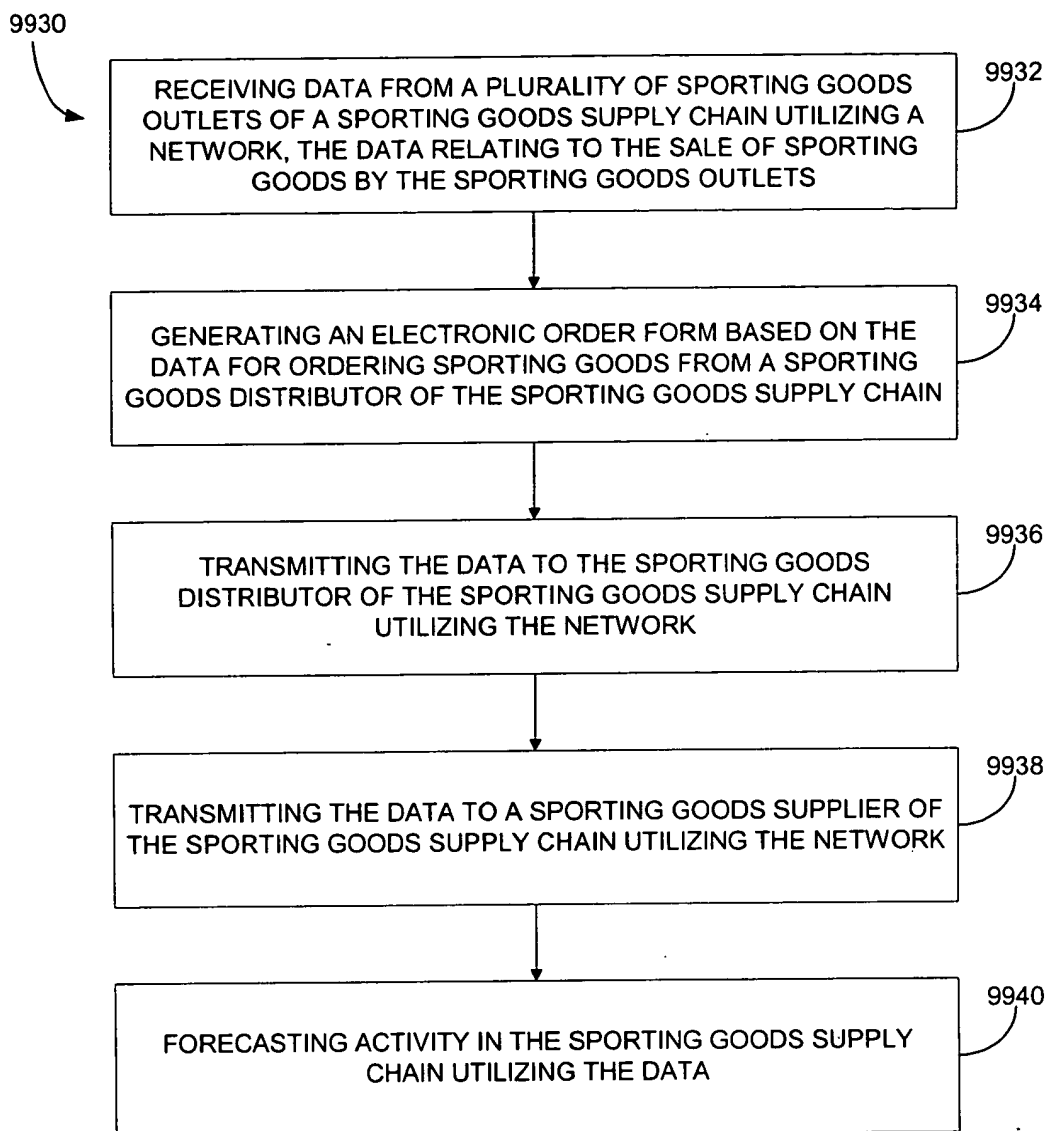 9930
RECEIVING DATA FROM A PLURALITY OF SPORTING GOODS
OUTLETS OF A SPORTING GOODS SUPPLY CHAIN UTILIZING A
NETWORK, THE DATA RELATING TO THE SALE OF SPORTING
GOODS BY THE SPORTING GOODS OUTLETS
9932
GENERATING AN ELECTRONIC ORDER FORM BASED ON THE
DATA FOR ORDERING SPORTING GOODS FROM A SPORTING
GOODS DISTRIBUTOR OF THE SPORTING GOODS SUPPLY CHAIN
9934
TRANSMITTING THE DATA TO THE SPORTING GOODS
DISTRIBUTOR OF THE SPORTING GOODS SUPPLY CHAIN
UTILIZING THE NETWORK
9936
TRANSMITTING THE DATA TO A SPORTING GOODS SUPPLIER OF
THE SPORTING GOODS SUPPLY CHAIN UTILIZING THE NETWORK
9938
FORECASTING ACTIVITY IN THE SPORTING GOODS SUPPLY
CHAIN UTILIZING THE DATA
9940